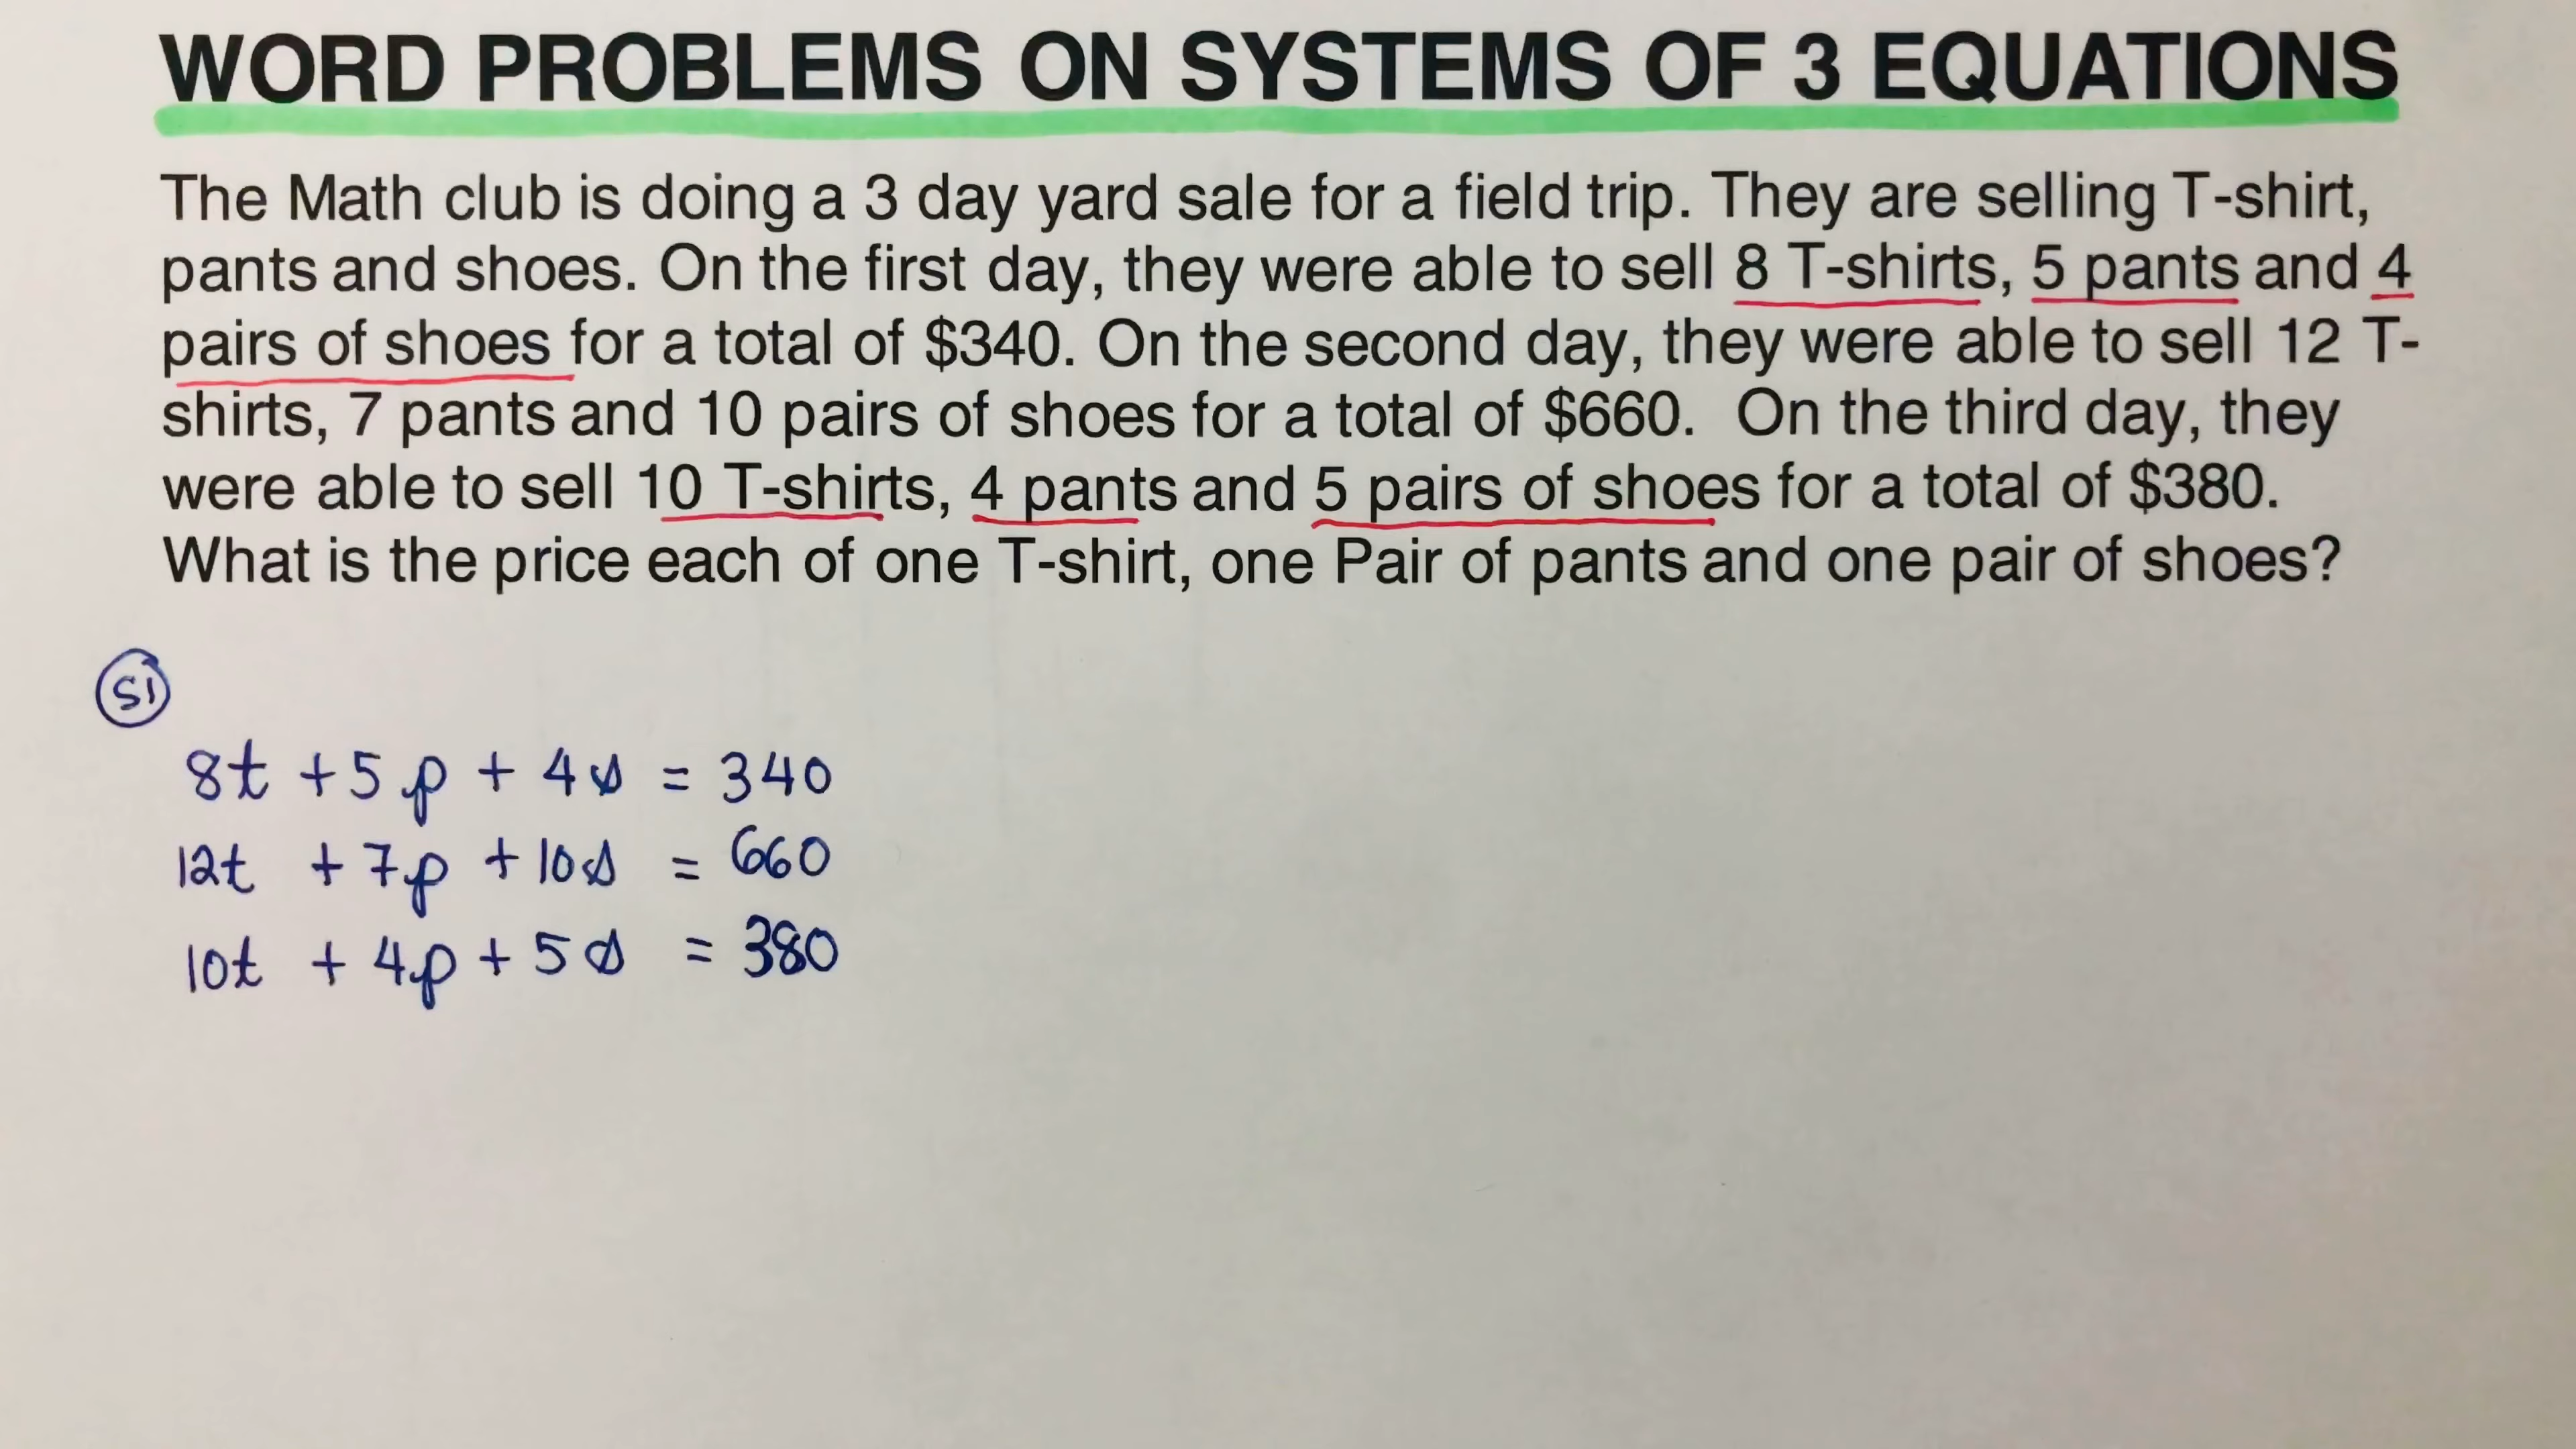 WORD PROBLEMS ON SYSTEMS OF 3 EQUATIONS
The Math club is doing a 3 day yard sale for a field trip. They are selling T-shirt,
pants and shoes. On the first day, they were able to sell 8 T-shirts, 5 pants and 4
pairs of shoes for a total of $340. On the second day, they were able to sell 12 T-
shirts, 7 pants and 10 pairs of shoes for a total of $660. On the third day, they
were able to sell 10 T-shirts, 4 pants and 5 pairs of shoes for a total of $380.
What is the price each of one T-shirt, one Pair of pants and one pair of shoes?
S1
8t + 5p + 4s = 340
12t + 7p + 10s = 660
10t + 4p + 5s = 380